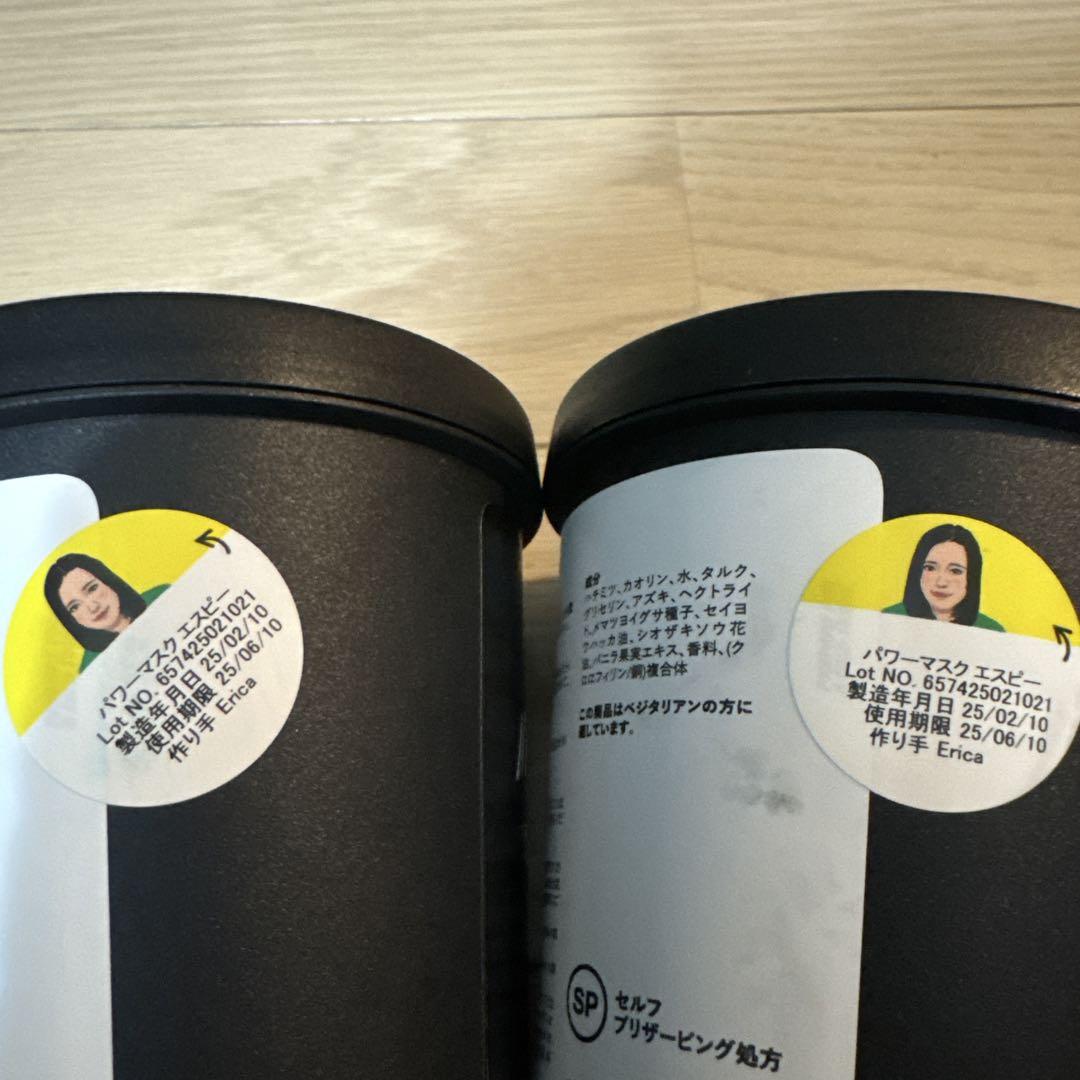 パワーマスク エスピー
Lot NO. 657425021021
製造年月日 25/02/10
使用期限 25/06/10
作り手 Erica
成分
ハチミツ、カオリン、水、タルク、
グリセリン、アズキ、ヘクトライ
ト、メマツヨイグサ種子、セイヨ
ウハッカ油、シオザキソウ花
油、バニラ果実エキス、香料、(ク
ロロフィリン/銅)複合体
この製品はベジタリアンの方に
適しています。
SP セルフ
プリザービング処方
パワーマスク エスピー
Lot NO. 657425021021
製造年月日 25/02/10
使用期限 25/06/10
作り手 Erica